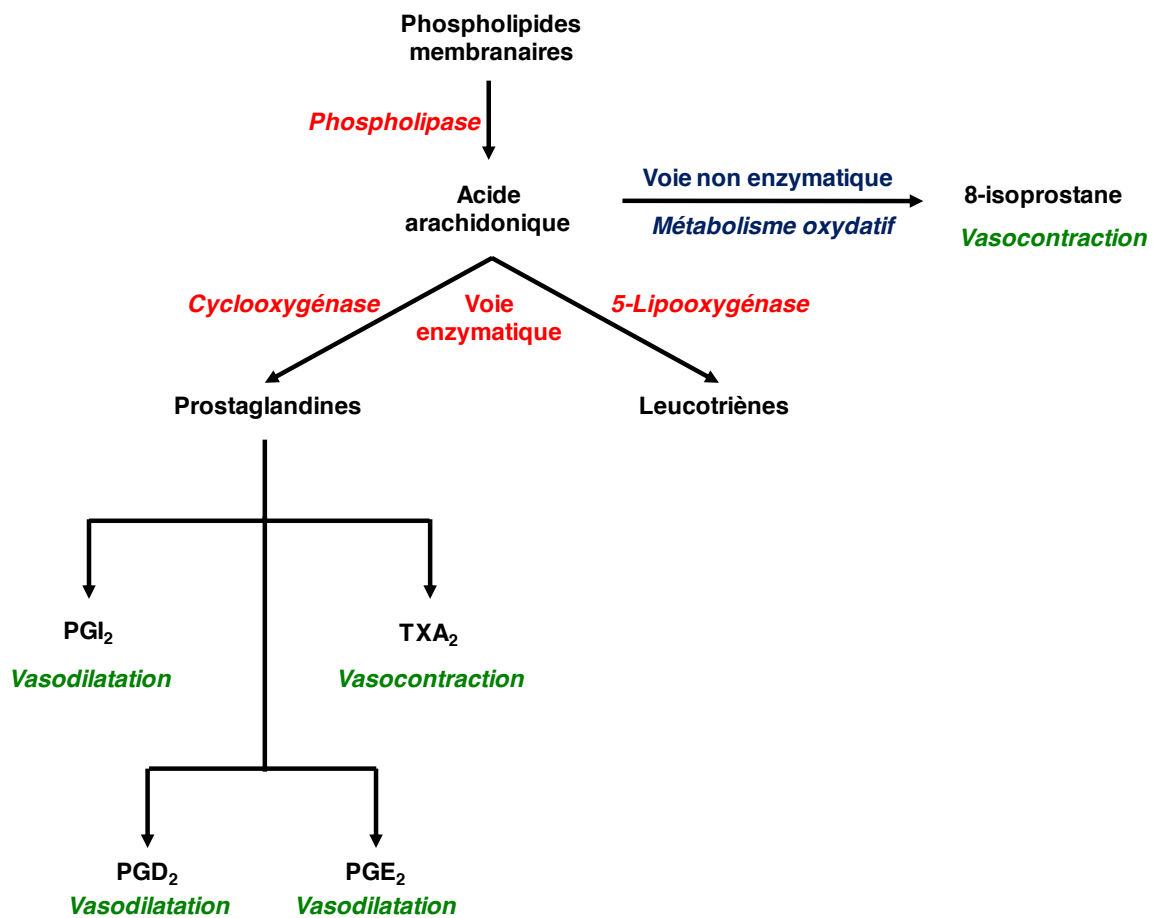 Phospholipides
membranaires
Phospholipase
Acide
arachidonique
Voie non enzymatique
Métabolisme oxydatif
8-isoprostane
Vasocontraction
Cyclooxygénase
Voie
enzymatique
5-Lipooxygénase
Prostaglandines
Leucotriènes
PGI₂
Vasodilatation
TXA₂
Vasocontraction
PGD₂
Vasodilatation
PGE₂
Vasodilatation